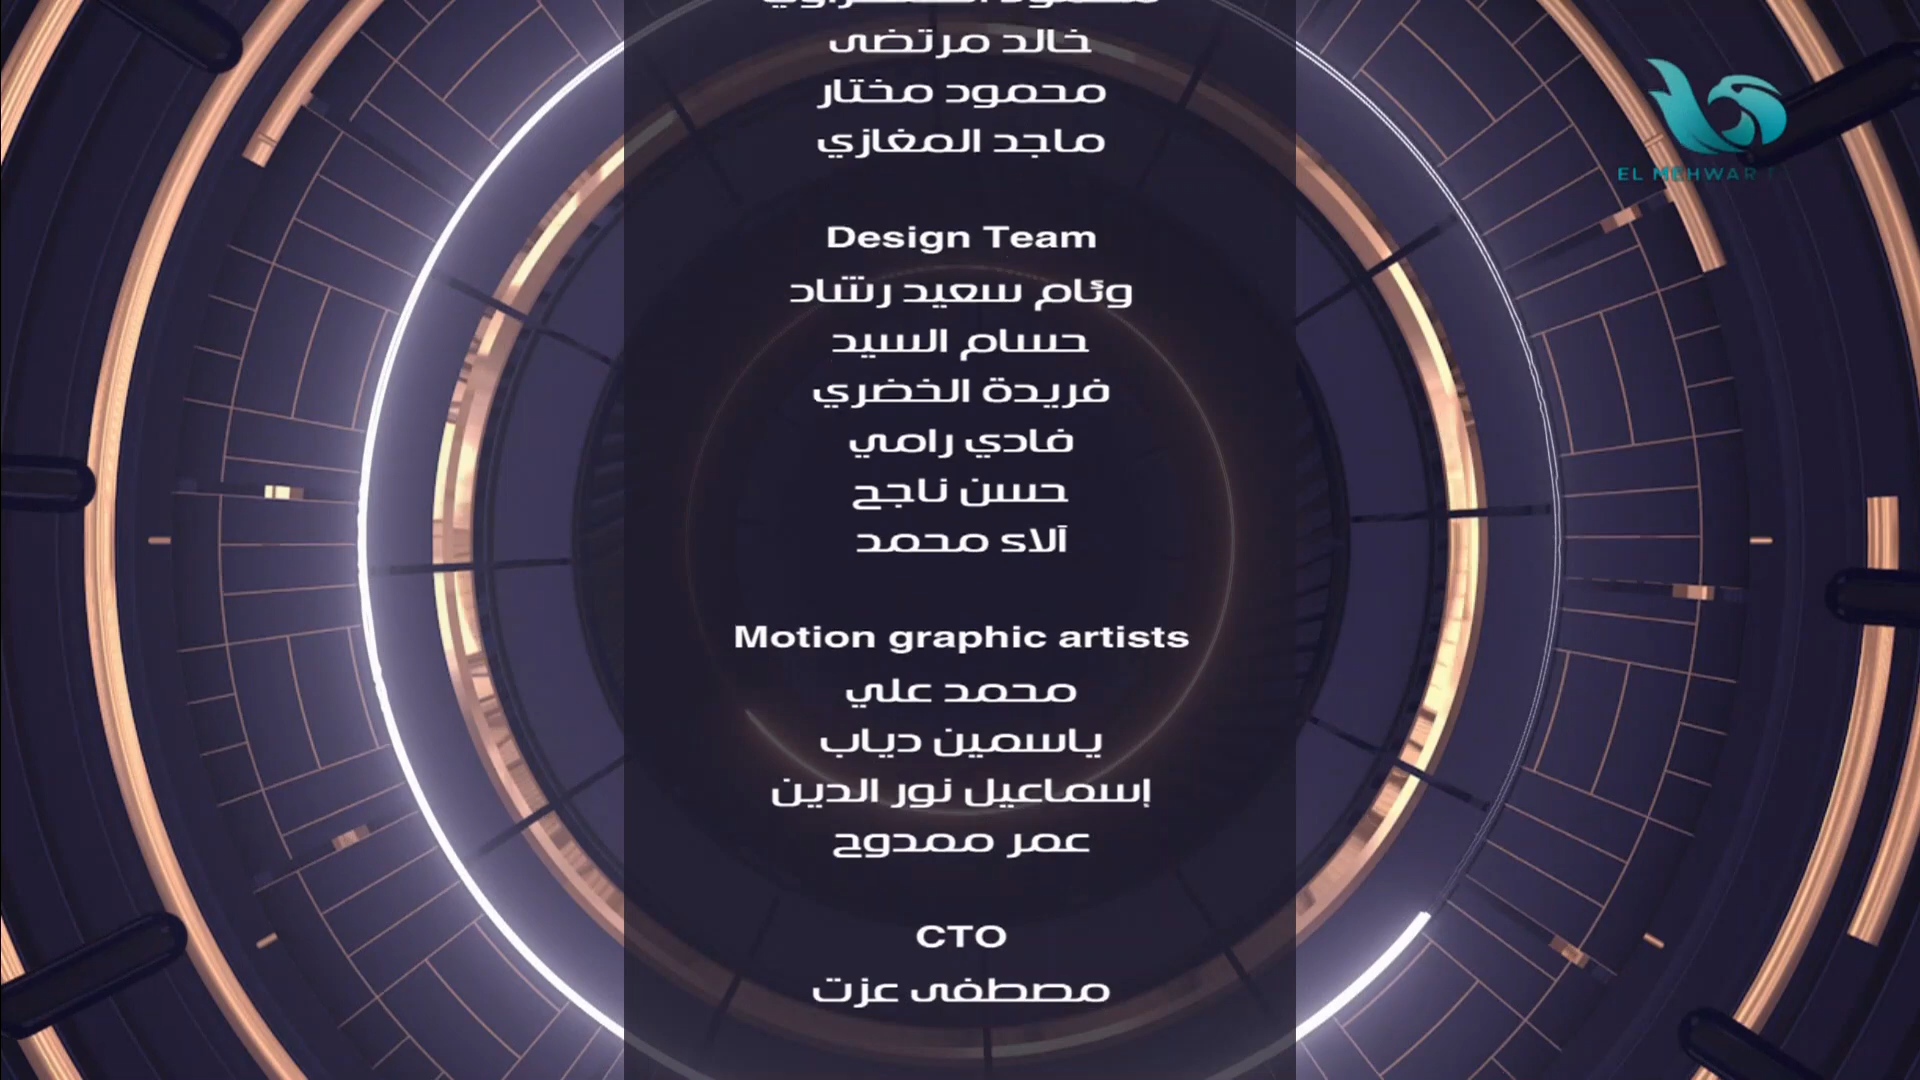 خالد مرتضى
محمود مختار
ماجد المغازي
EL MEHWAR
Design Team
وئام سعيد رشاد
حسام السيد
فريدة الخضري
فادي رامي
حسن ناجح
آلاء محمد
Motion graphic artists
محمد علي
ياسمين دياب
إسماعيل نور الدين
عمر ممدوح
CTO
مصطفى عزت